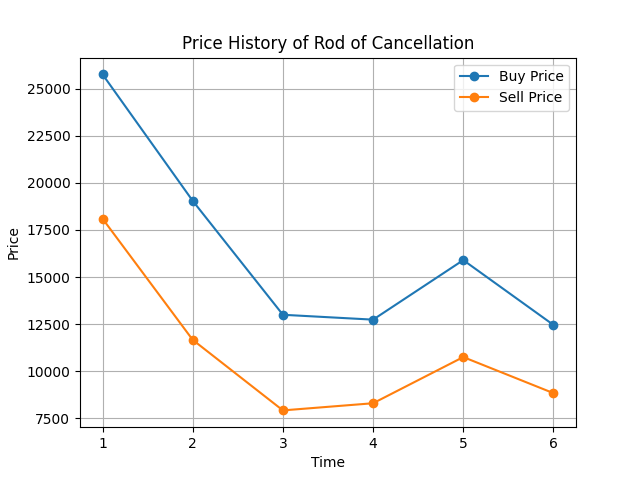 Price History of Rod of Cancellation
Buy Price
Sell Price
25000
22500
20000
17500
15000
12500
10000
7500
Price
1 2 3 4 5 6
Time